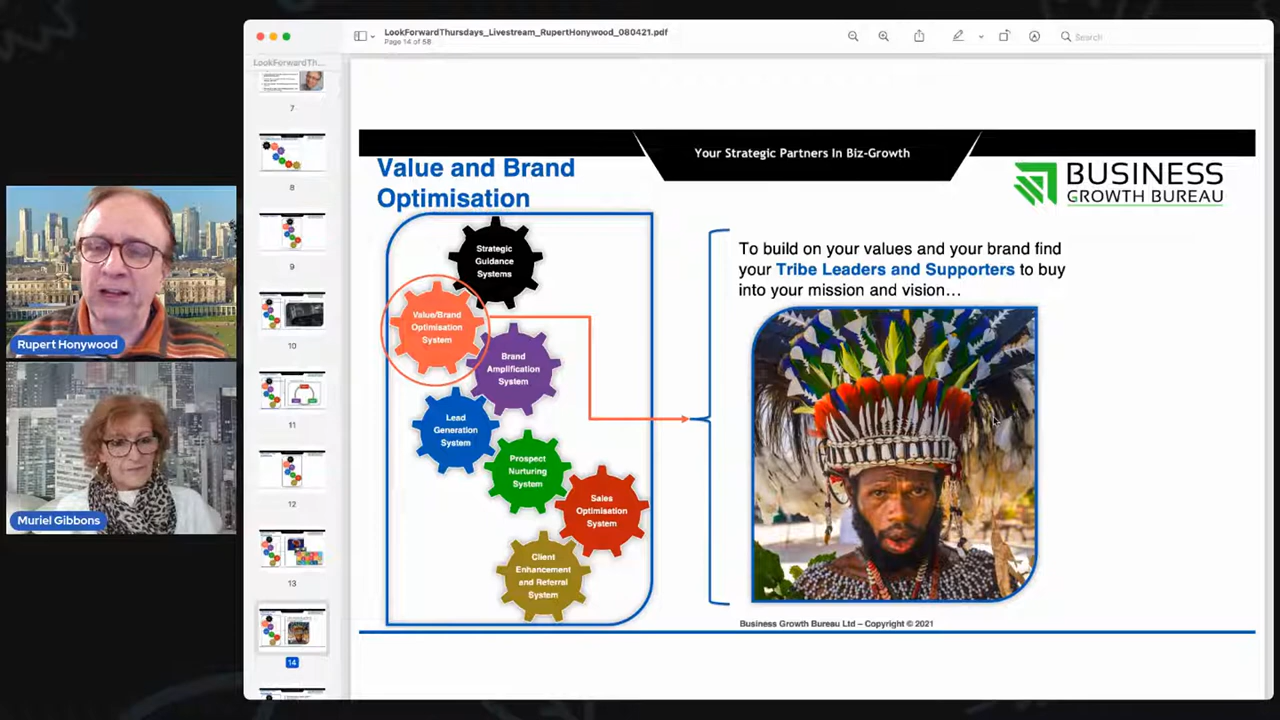 LookForwardThursdays_Livestream_RupertHonywood_080421.pdf
Page 14 of 58
Search
LookForwardTh...
7
8
9
10
11
12
13
14
Rupert Honywood
Muriel Gibbons
Your Strategic Partners In Biz-Growth
Value and Brand
Optimisation
BUSINESS
GROWTH BUREAU
Strategic
Guidance
Systems
Value/Brand
Optimisation
System
Brand
Amplification
System
Lead
Generation
System
Prospect
Nurturing
System
Sales
Optimisation
System
Client
Enhancement
and Referral
System
To build on your values and your brand find
your Tribe Leaders and Supporters to buy
into your mission and vision…
Business Growth Bureau Ltd – Copyright © 2021